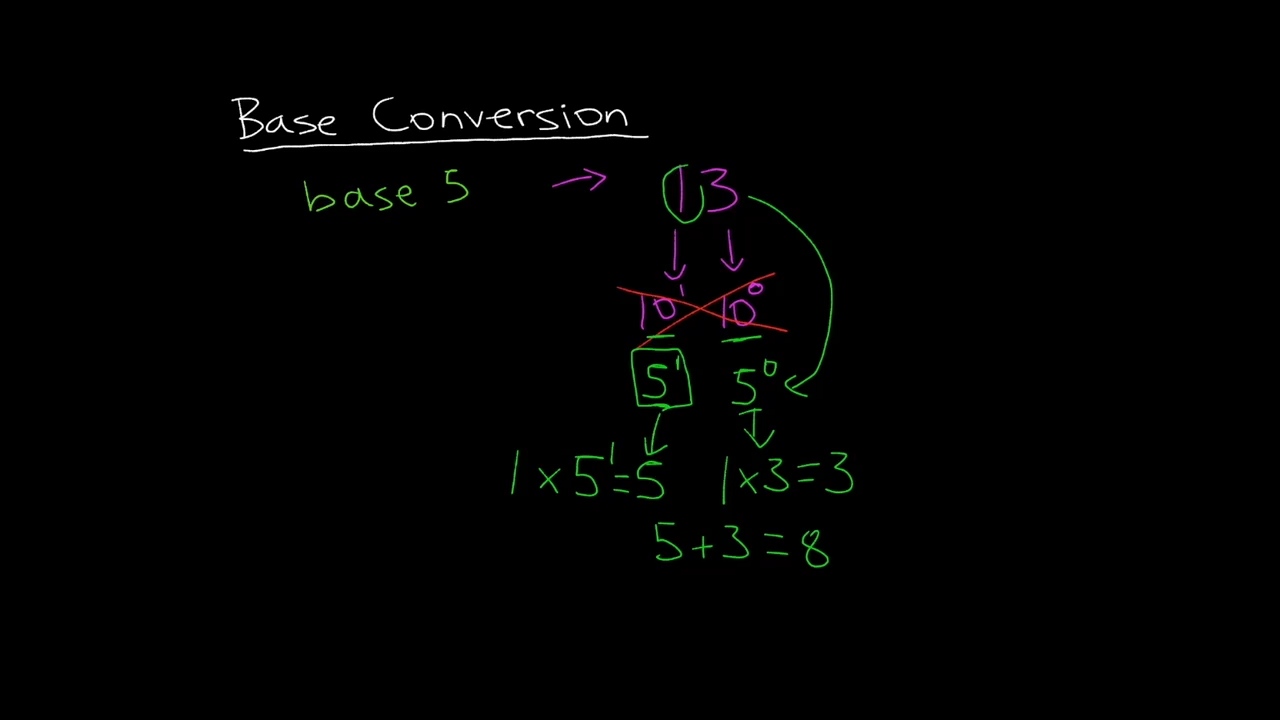 Base Conversion
base 5 → 13
10¹ 10⁰
5¹ 5⁰
1 × 5¹ = 5 1 × 3 = 3
5 + 3 = 8